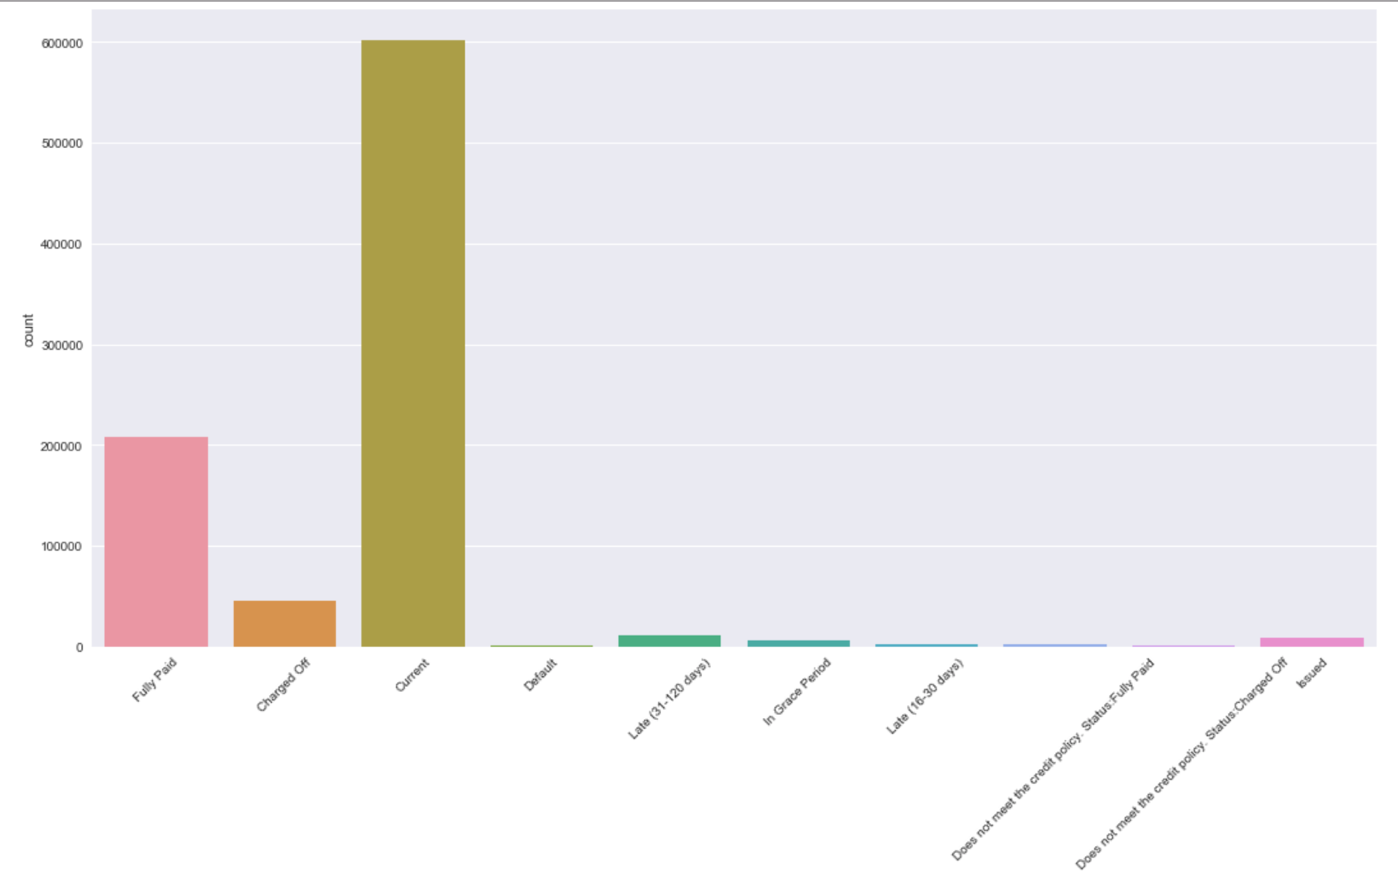 600000
500000
400000
300000
200000
100000
0
count
Fully Paid
Charged Off
Current
Default
Late (31-120 days)
In Grace Period
Late (16-30 days)
Does not meet the credit policy. Status:Fully Paid
Does not meet the credit policy. Status:Charged Off
Issued